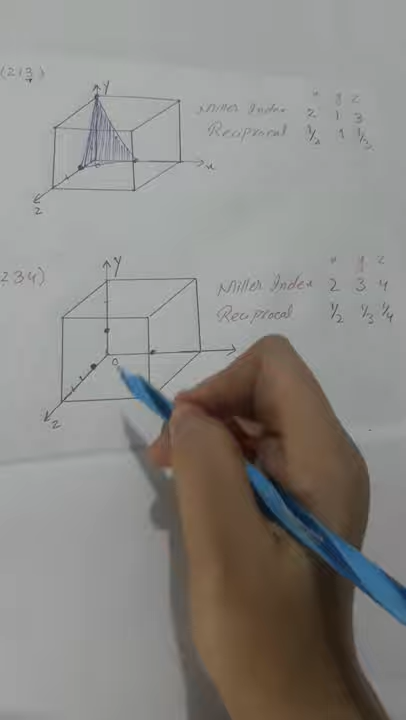 (213)
Y
x y z
Miller Index 2 1 3
Reciprocal 1/2 1 1/3
x
z
(234)
Y
x y z
Miller Index 2 3 4
Reciprocal 1/2 1/3 1/4
o
z